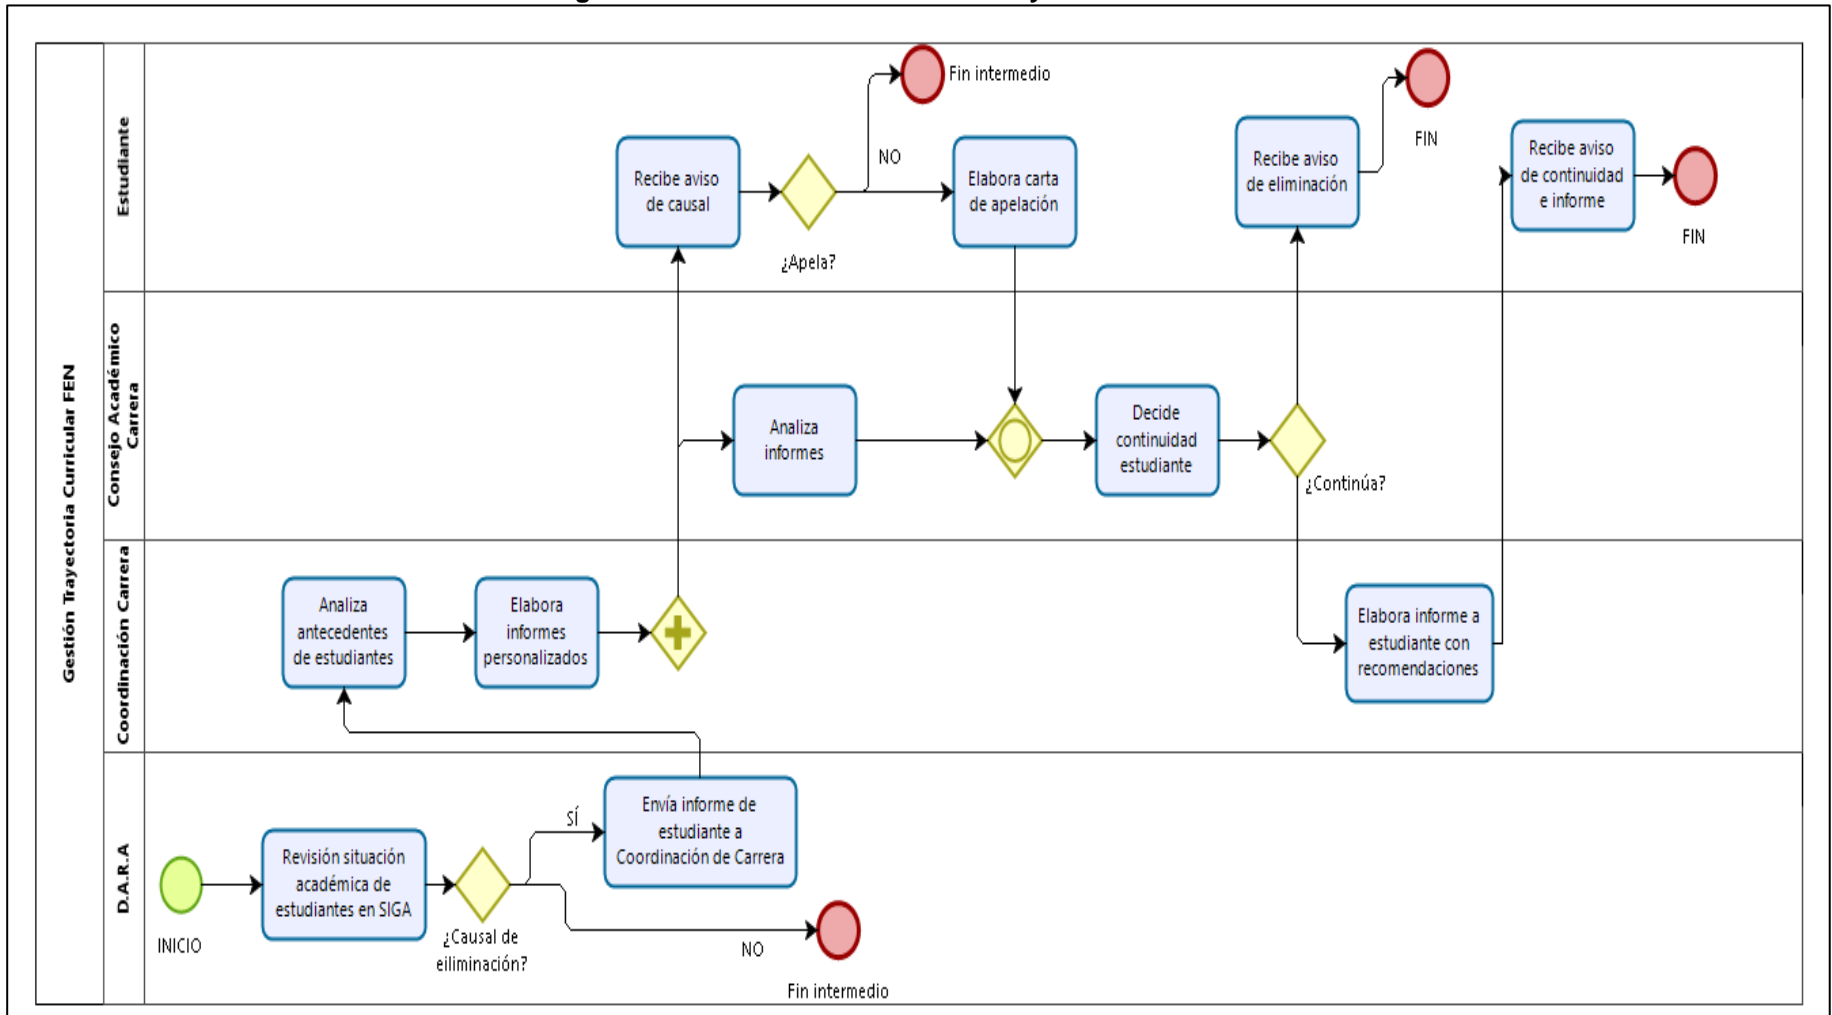 Gestión Trayectoria Curricular FEN
Estudiante
Recibe aviso
de causal
¿Apela?
NO
Fin intermedio
Elabora carta
de apelación
Recibe aviso
de eliminación
FIN
Recibe aviso
de continuidad
e informe
FIN
Consejo Académico
Carrera
Analiza
informes
Decide
continuidad
estudiante
¿Continúa?
Coordinación Carrera
Analiza
antecedentes
de estudiantes
Elabora
informes
personalizados
Elabora informe a
estudiante con
recomendaciones
D.A.R.A
INICIO
Revisión situación
académica de
estudiantes en SIGA
¿Causal de
eiliminación?
SÍ
Envía informe de
estudiante a
Coordinación de Carrera
NO
Fin intermedio